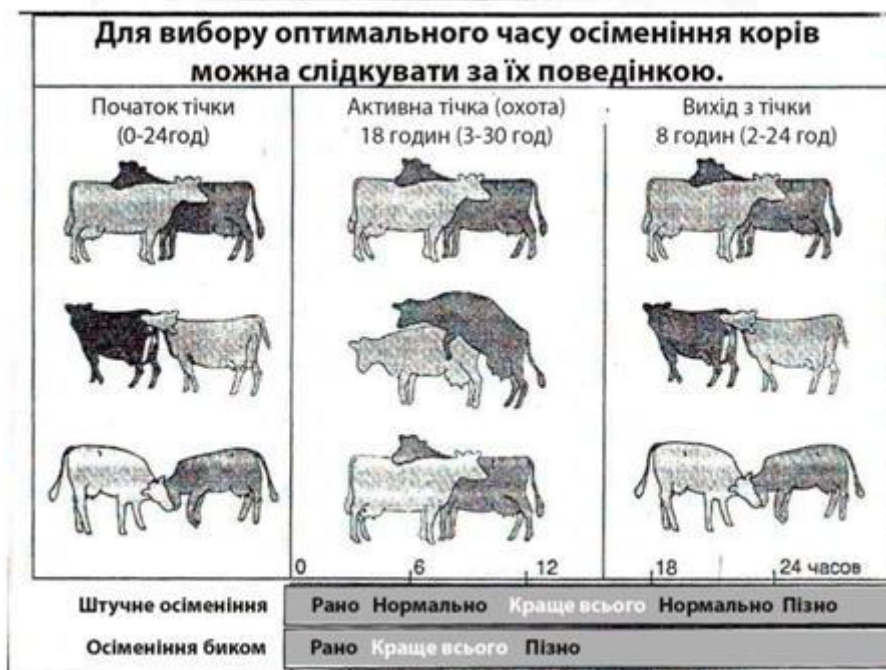 Для вибору оптимального часу осіменіння корів
можна слідкувати за їх поведінкою.
Початок тічки
(0-24год)
Активна тічка (охота)
18 годин (3-30 год)
Вихід з тічки
8 годин (2-24 год)
0 6 12 18 24 часов
Штучне осіменіння Рано Нормально Краще всього Нормально Пізно
Осіменіння биком Рано Краще всього Пізно